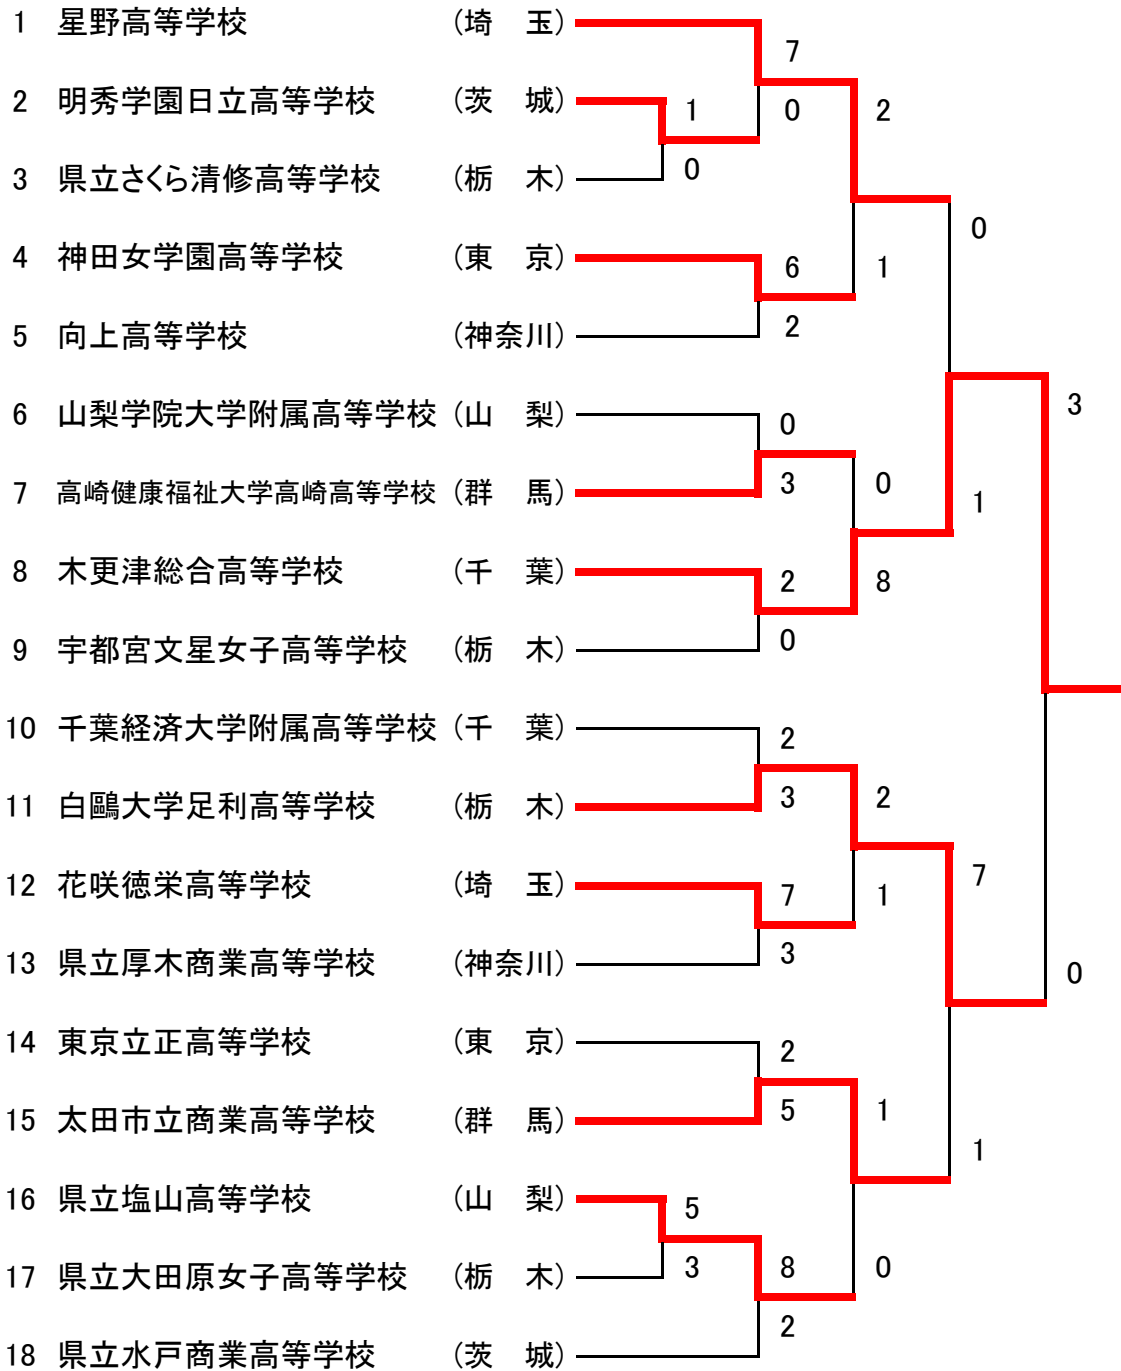 1 星野高等学校 (埼 玉)
7
2 明秀学園日立高等学校 (茨 城) 1 0 2
3 県立さくら清修高等学校 (栃 木) 0
0
4 神田女学園高等学校 (東 京) 6 1
5 向上高等学校 (神奈川) 2
3
6 山梨学院大学附属高等学校 (山 梨) 0
7 高崎健康福祉大学高崎高等学校 (群 馬) 3 0 1
8 木更津総合高等学校 (千 葉) 2 8
9 宇都宮文星女子高等学校 (栃 木) 0
10 千葉経済大学附属高等学校 (千 葉) 2
11 白鷗大学足利高等学校 (栃 木) 3 2
12 花咲徳栄高等学校 (埼 玉) 7 1 7
13 県立厚木商業高等学校 (神奈川) 3 0
14 東京立正高等学校 (東 京) 2
15 太田市立商業高等学校 (群 馬) 5 1
1
16 県立塩山高等学校 (山 梨) 5
17 県立大田原女子高等学校 (栃 木) 3 8 0
2
18 県立水戸商業高等学校 (茨 城)